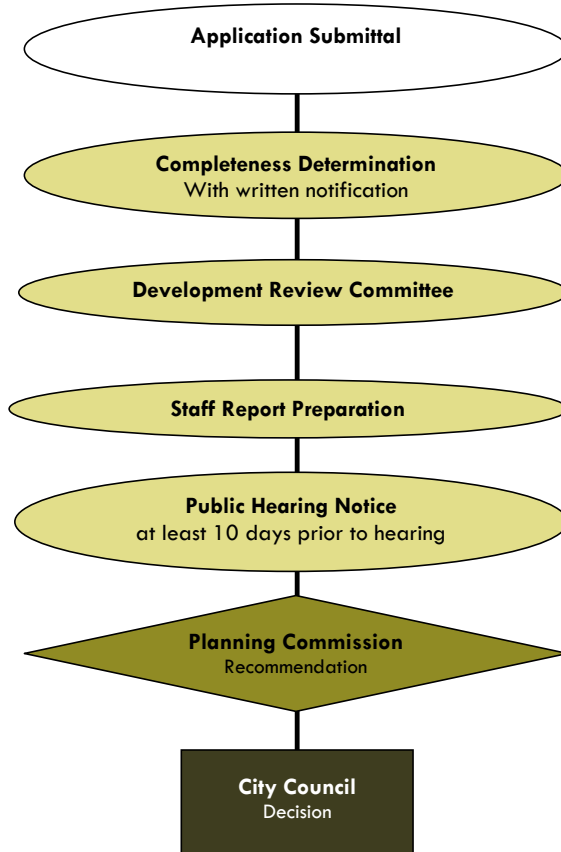 Application Submittal
Completeness Determination
With written notification
Development Review Committee
Staff Report Preparation
Public Hearing Notice
at least 10 days prior to hearing
Planning Commission
Recommendation
City Council
Decision